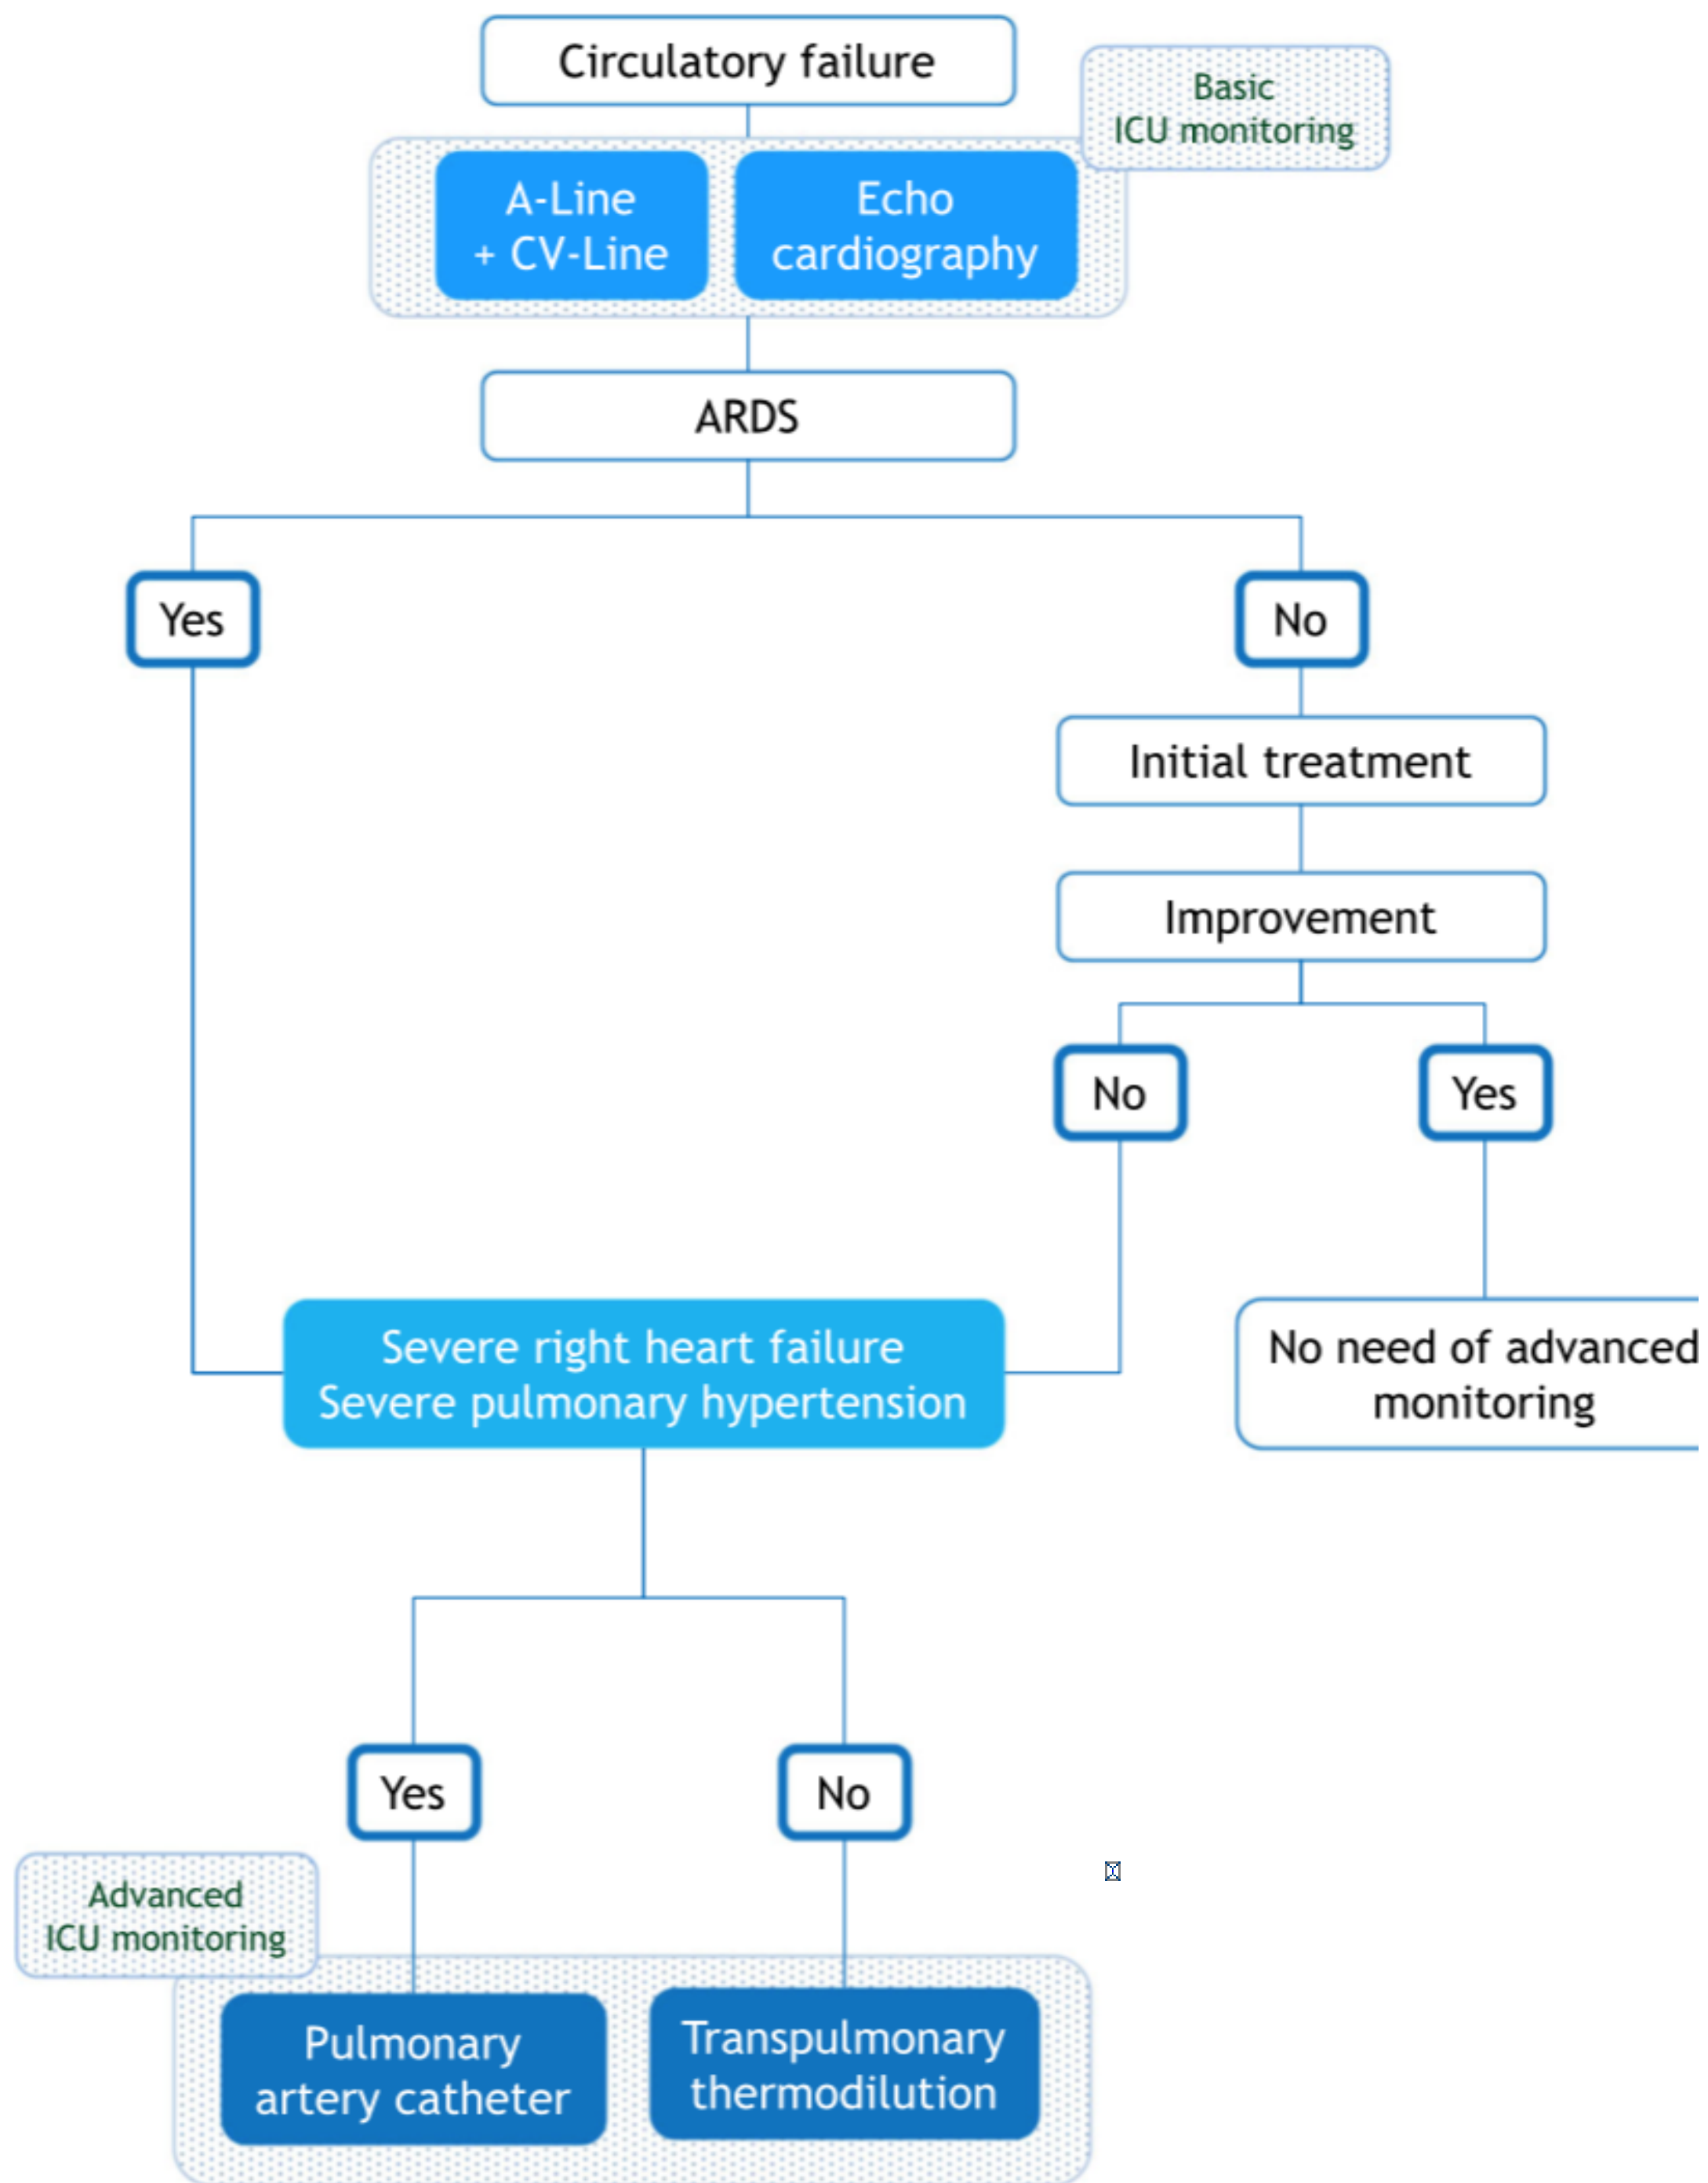 Circulatory failure
Basic
ICU monitoring
A-Line
+ CV-Line
Echo
cardiography
ARDS
Yes
No
Initial treatment
Improvement
No
Yes
Severe right heart failure
Severe pulmonary hypertension
No need of advanced
monitoring
Yes
No
Advanced
ICU monitoring
Pulmonary
artery catheter
Transpulmonary
thermodilution